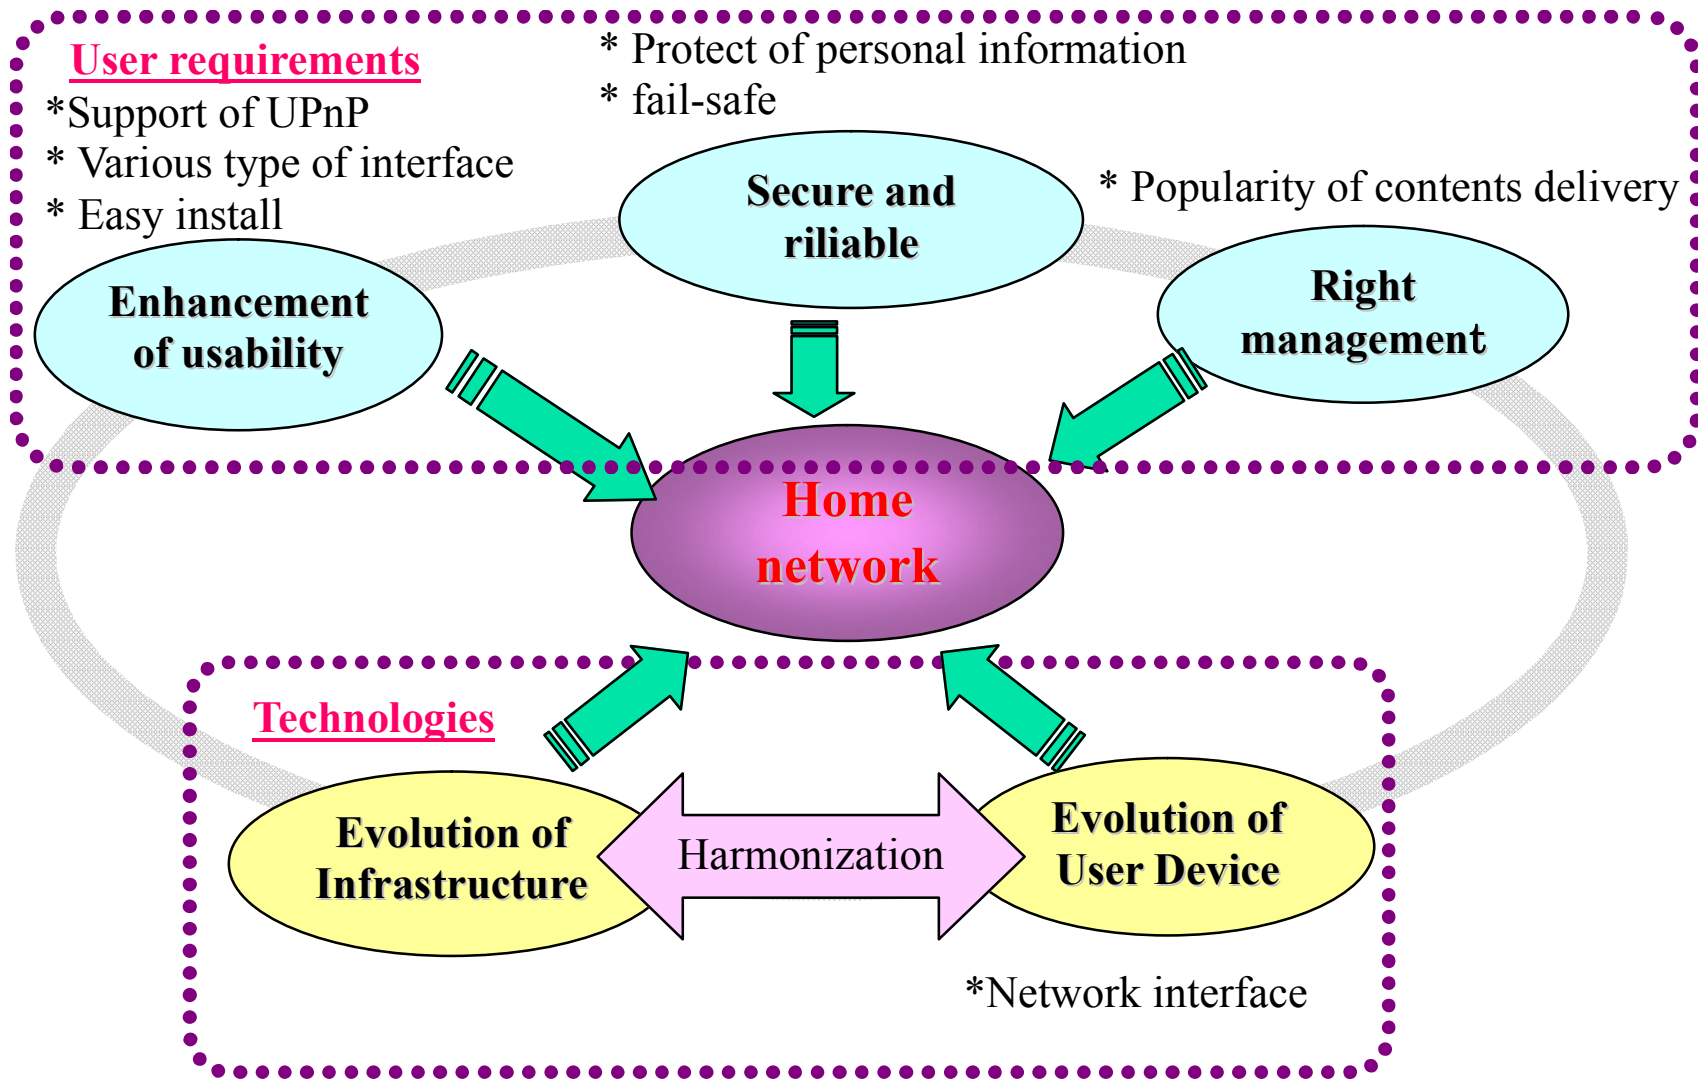 User requirements
*Support of UPnP
* Various type of interface
* Easy install
* Protect of personal information
* fail-safe
* Popularity of contents delivery
Enhancement
of usability
Secure and
riliable
Right
management
Home
network
Technologies
Evolution of
Infrastructure
Harmonization
Evolution of
User Device
*Network interface